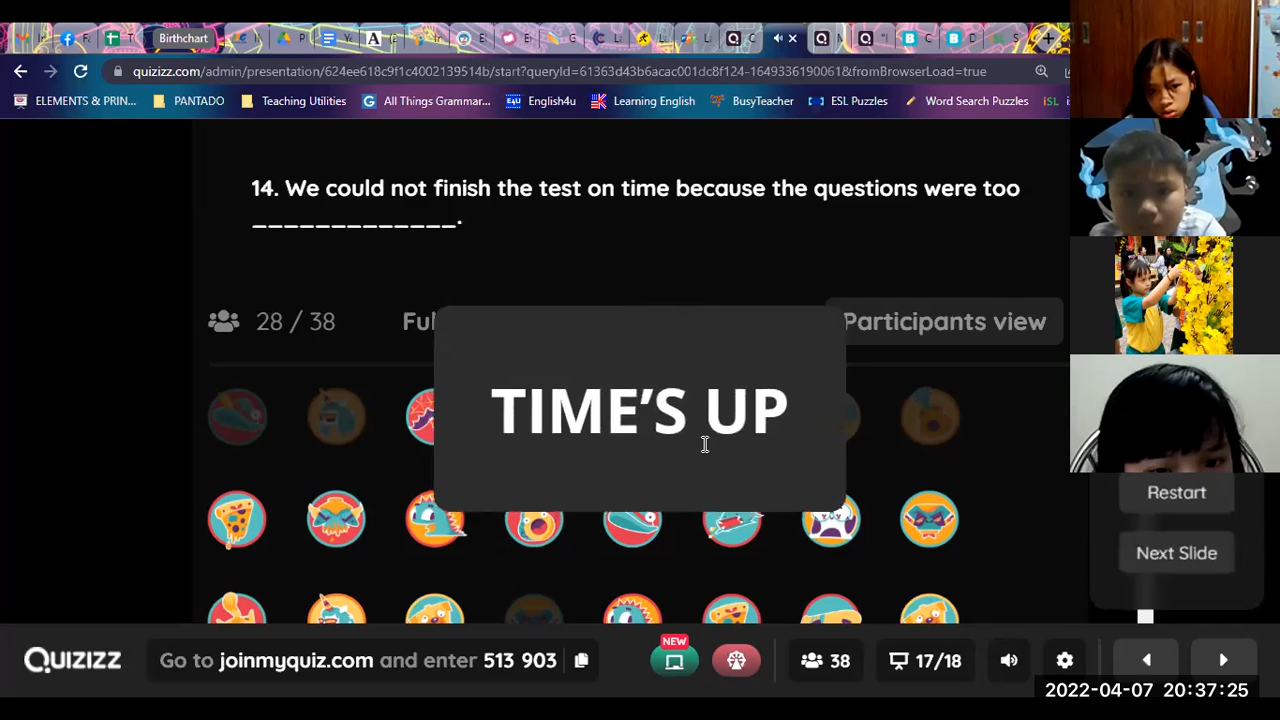 Birthchart
quizizz.com/admin/presentation/624ee618c9f1c4002139514b/start?queryId=61363d43b6acac001dc8f124-1649336190061&fromBrowserLoad=true
ELEMENTS & PRIN... PANTADO Teaching Utilities All Things Grammar... English4u Learning English BusyTeacher ESL Puzzles Word Search Puzzles
14. We could not finish the test on time because the questions were too
_____________.
28 / 38 Ful Participants view
TIME'S UP
Restart
Next Slide
NEW
Quizizz Go to joinmyquiz.com and enter 513 903 38 17/18
2022-04-07 20:37:25